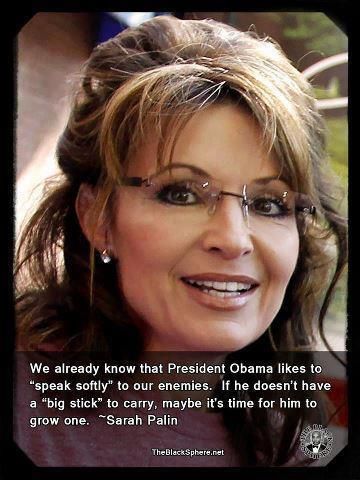 We already know that President Obama likes to
“speak softly” to our enemies.  If he doesn't have
a “big stick” to carry, maybe it's time for him to
grow one.  ~Sarah Palin
TheBlackSphere.net